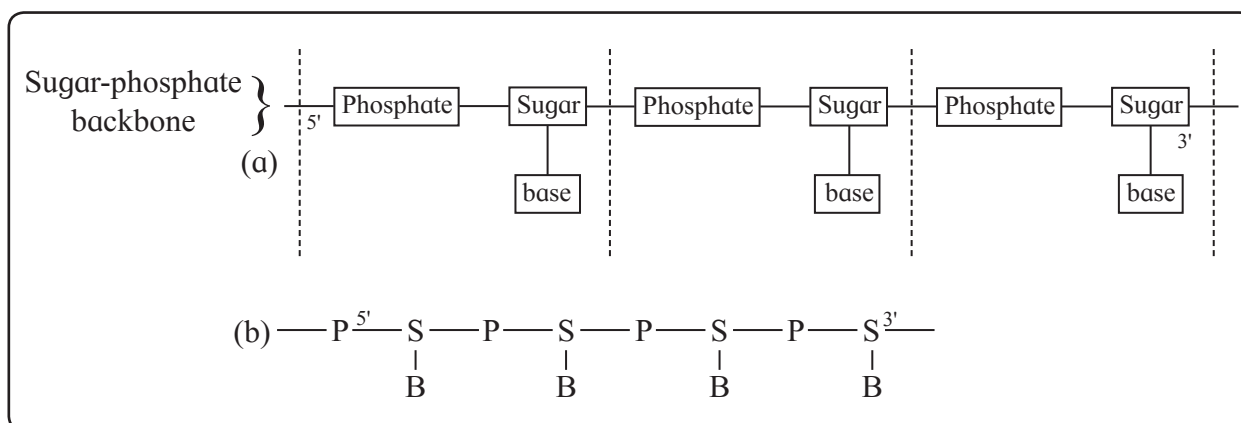 Sugar-phosphate
backbone
(a)
5' Phosphate Sugar Phosphate Sugar Phosphate Sugar 3'
base base base
(b) P 5' S P S P S P S 3'
B B B B